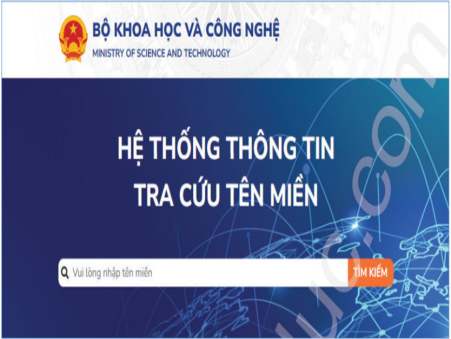 BỘ KHOA HỌC VÀ CÔNG NGHỆ
MINISTRY OF SCIENCE AND TECHNOLOGY
HỆ THỐNG THÔNG TIN
TRA CỨU TÊN MIỀN
Vui lòng nhập tên miền
TÌM KIẾM